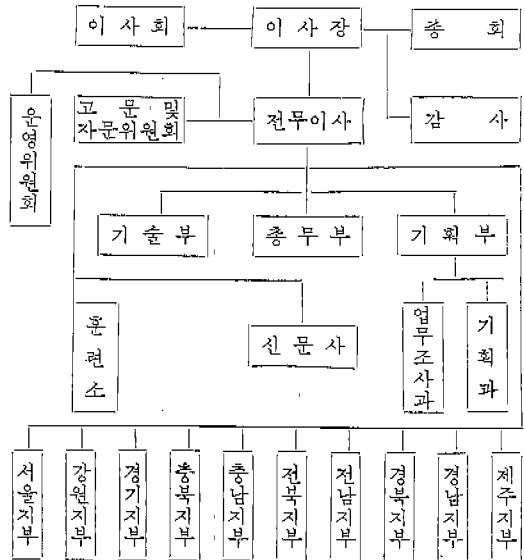 이사회
이사장
총회
운영위원회
고문 및
자문위원회
전무이사
감사
기술부
총무부
기획부
훈련소
신문사
업무조사과
기획과
서울지부
강원지부
경기지부
충북지부
충남지부
전북지부
전남지부
경북지부
경남지부
제주지부